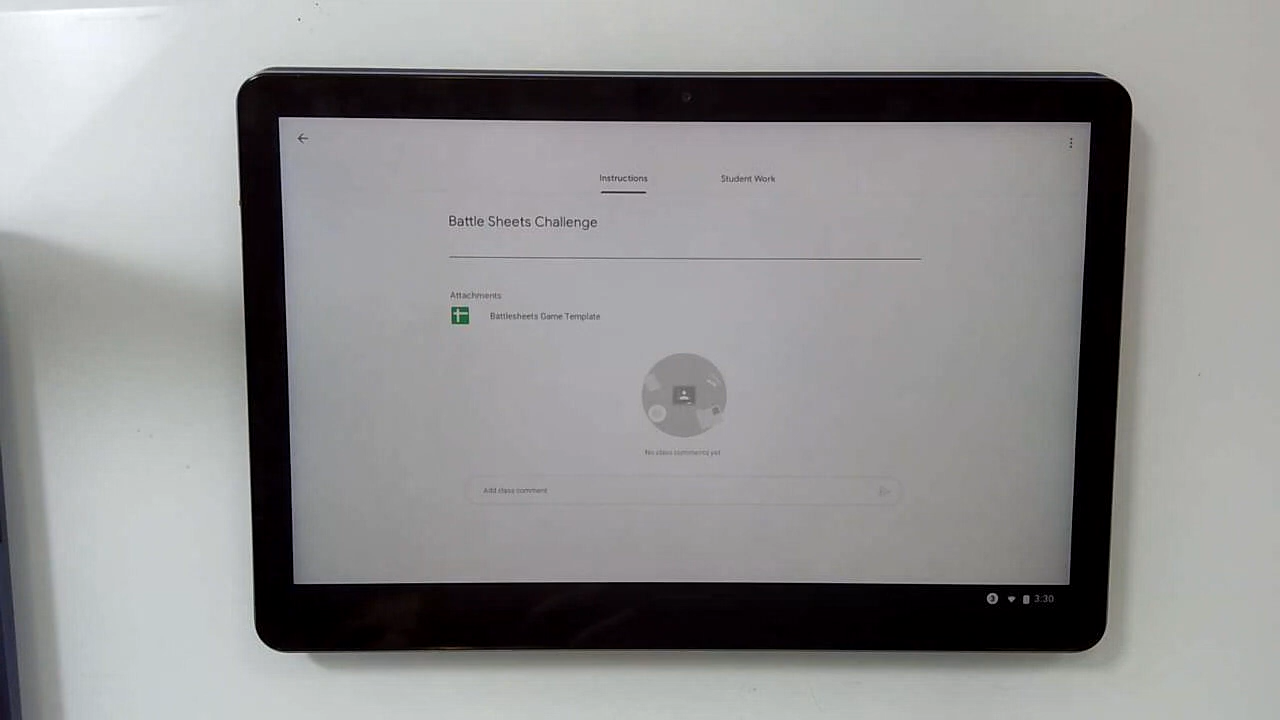 Instructions
Student Work
Battle Sheets Challenge
Attachments
Battlesheets Game Template
No class comments yet
Add class comment
3 3:30